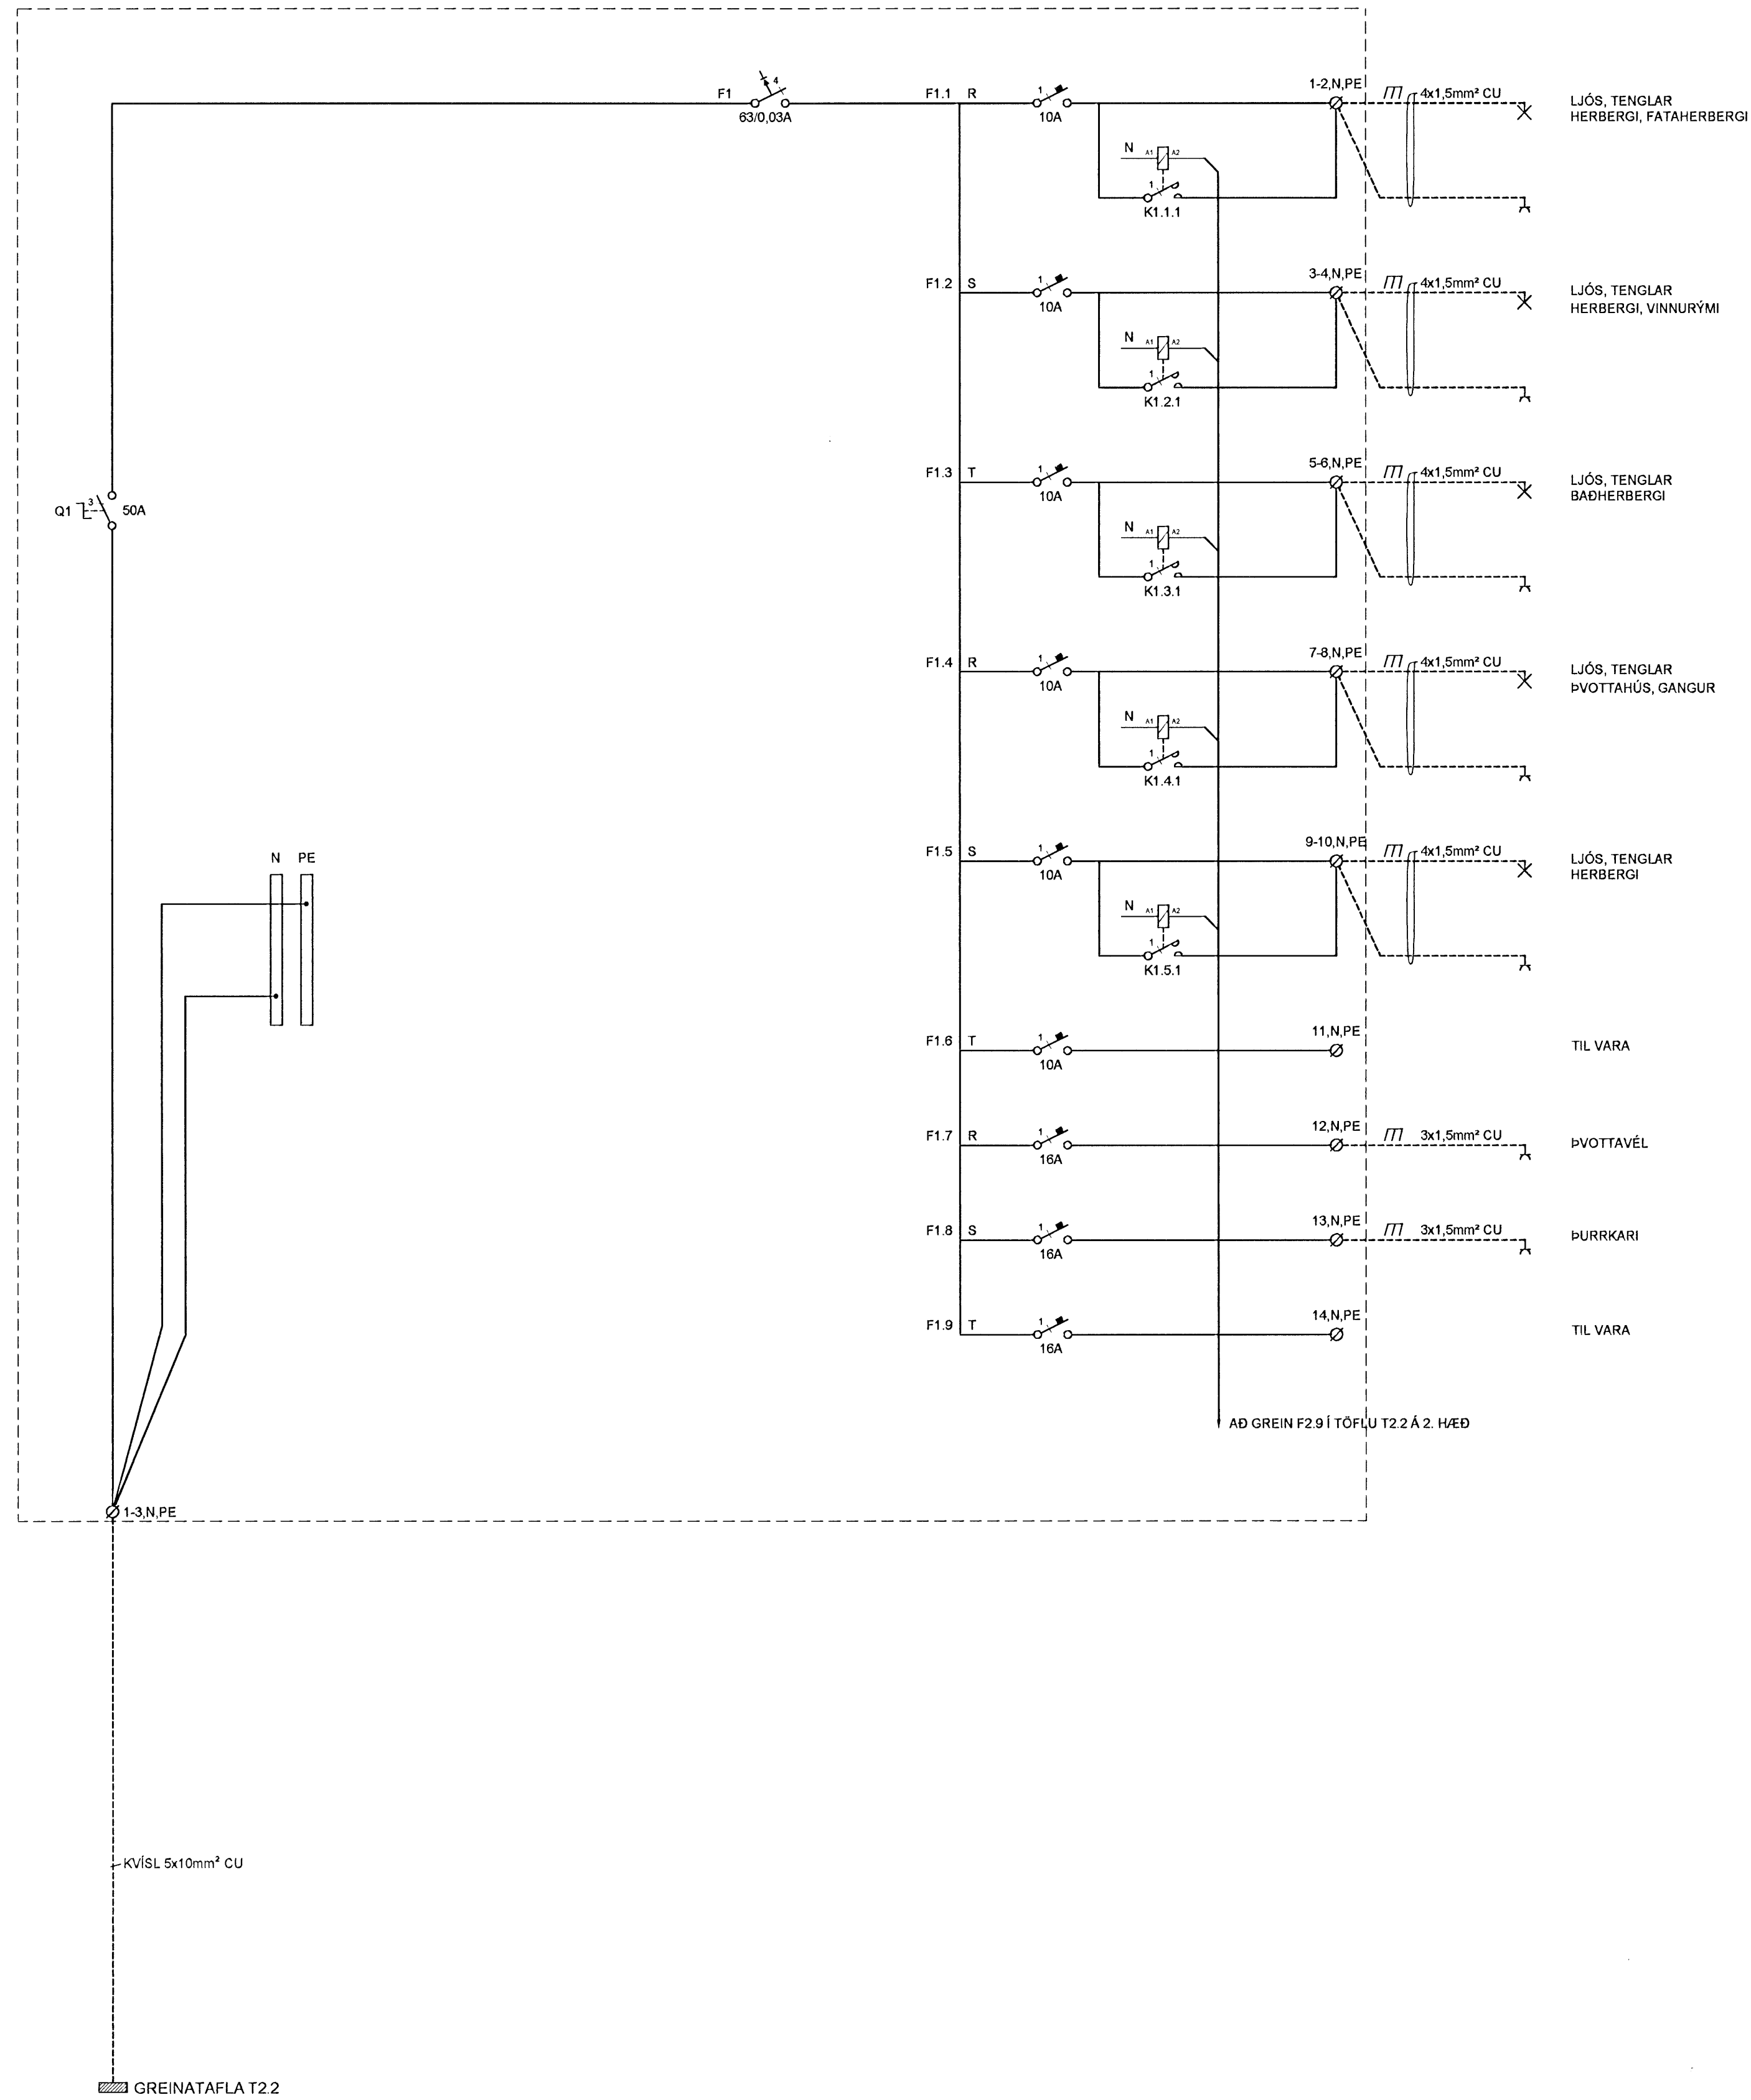 F1
4
63/0,03A
F1.1 R
1
10A
1-2,N,PE
4x1,5mm² CU
LJÓS, TENGLAR
HERBERGI, FATAHERBERGI
N A1 A2
1
K1.1.1
F1.2 S
1
10A
3-4,N,PE
4x1,5mm² CU
LJÓS, TENGLAR
HERBERGI, VINNURÝMI
N A1 A2
1
K1.2.1
F1.3 T
1
10A
5-6,N,PE
4x1,5mm² CU
LJÓS, TENGLAR
BAÐHERBERGI
Q1 3 50A
N A1 A2
1
K1.3.1
F1.4 R
1
10A
7-8,N,PE
4x1,5mm² CU
LJÓS, TENGLAR
ÞVOTTAHÚS, GANGUR
N A1 A2
1
K1.4.1
N PE
F1.5 S
1
10A
9-10,N,PE
4x1,5mm² CU
LJÓS, TENGLAR
HERBERGI
N A1 A2
1
K1.5.1
F1.6 T
1
10A
11,N,PE
TIL VARA
F1.7 R
1
16A
12,N,PE
3x1,5mm² CU
ÞVOTTAVÉL
F1.8 S
1
16A
13,N,PE
3x1,5mm² CU
ÞURRKARI
F1.9 T
1
16A
14,N,PE
TIL VARA
AÐ GREIN F2.9 Í TÖFLU T2.2 Á 2. HÆÐ
1-3,N,PE
KVÍSL 5x10mm² CU
GREINATAFLA T2.2